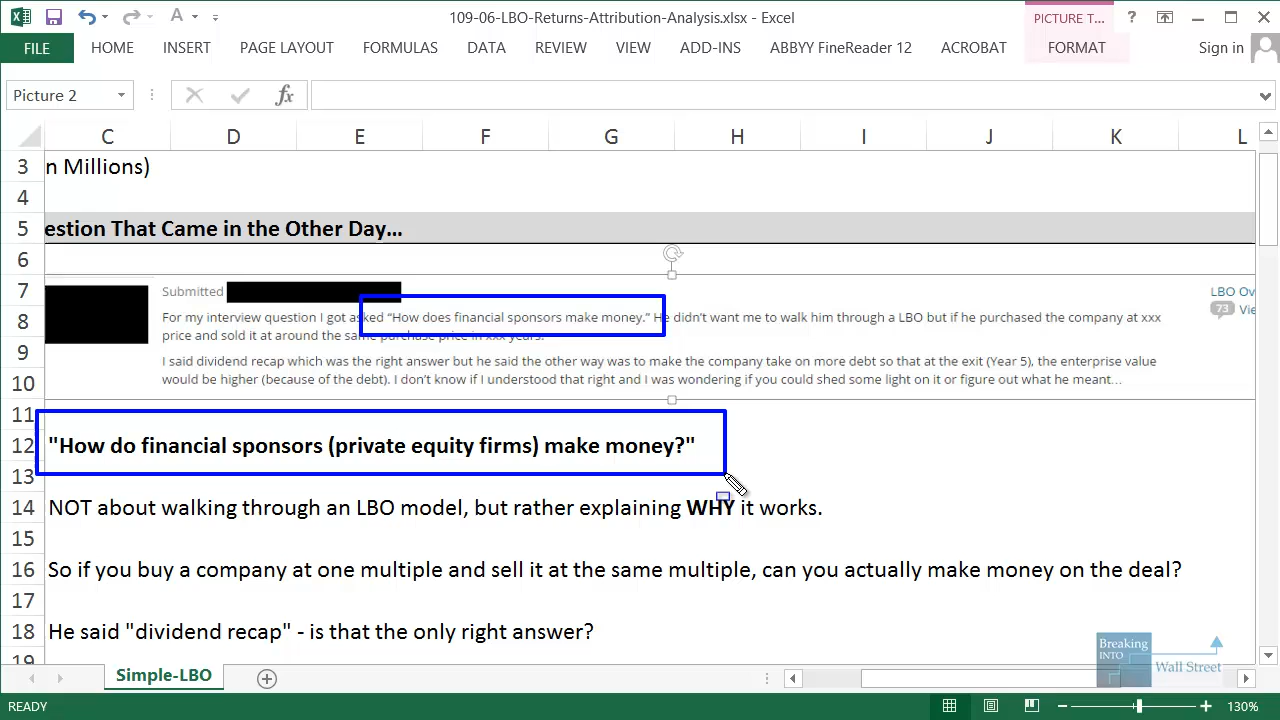 109-06-LBO-Returns-Attribution-Analysis.xlsx - Excel
PICTURE T...
?
FILE
HOME
INSERT
PAGE LAYOUT
FORMULAS
DATA
REVIEW
VIEW
ADD-INS
ABBYY FineReader 12
ACROBAT
FORMAT
Sign in
Picture 2
fx
C D E F G H I J K L
3 n Millions)
4
5 estion That Came in the Other Day...
6
7 Submitted
LBO Ov
8 For my interview question I got asked “How does financial sponsors make money.” He didn’t want me to walk him through a LBO but if he purchased the company at xxx
73 Vie
price and sold it at around the same purchase price in xxx years.
9 I said dividend recap which was the right answer but he said the other way was to make the company take on more debt so that at the exit (Year 5), the enterprise value
10 would be higher (because of the debt). I don’t know if I understood that right and I was wondering if you could shed some light on it or figure out what he meant...
11
12 "How do financial sponsors (private equity firms) make money?"
13
14 NOT about walking through an LBO model, but rather explaining WHY it works.
15
16 So if you buy a company at one multiple and sell it at the same multiple, can you actually make money on the deal?
17
18 He said "dividend recap" - is that the only right answer?
19
Breaking
INTO
Wall Street
Simple-LBO
READY
130%